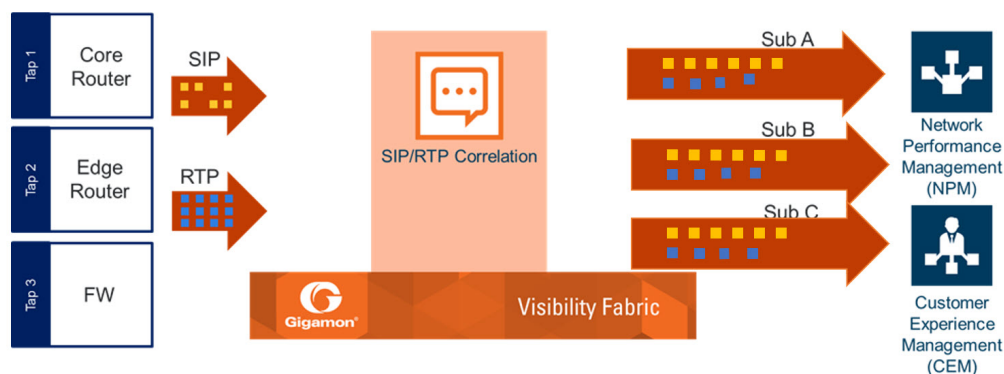 Tap 1
Core
Router
SIP
Tap 2
Edge
Router
RTP
Tap 3
FW
SIP/RTP Correlation
Gigamon®
Visibility Fabric
Sub A
Sub B
Sub C
Network
Performance
Management
(NPM)
Customer
Experience
Management
(CEM)